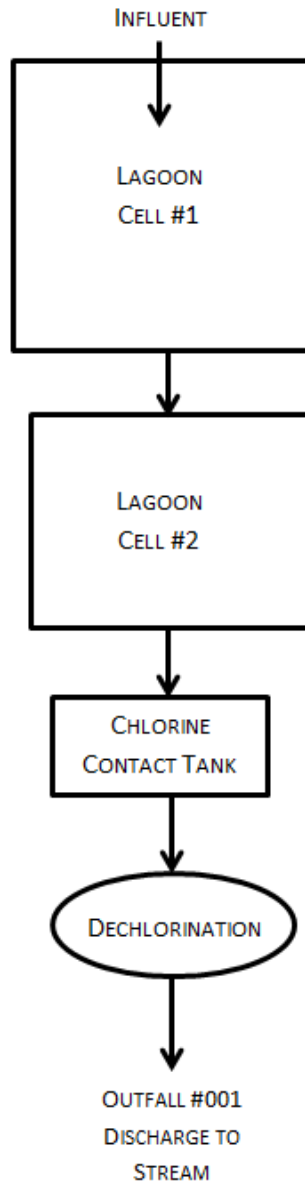 INFLUENT
LAGOON
CELL #1
LAGOON
CELL #2
CHLORINE
CONTACT TANK
DECHLORINATION
OUTFALL #001
DISCHARGE TO
STREAM